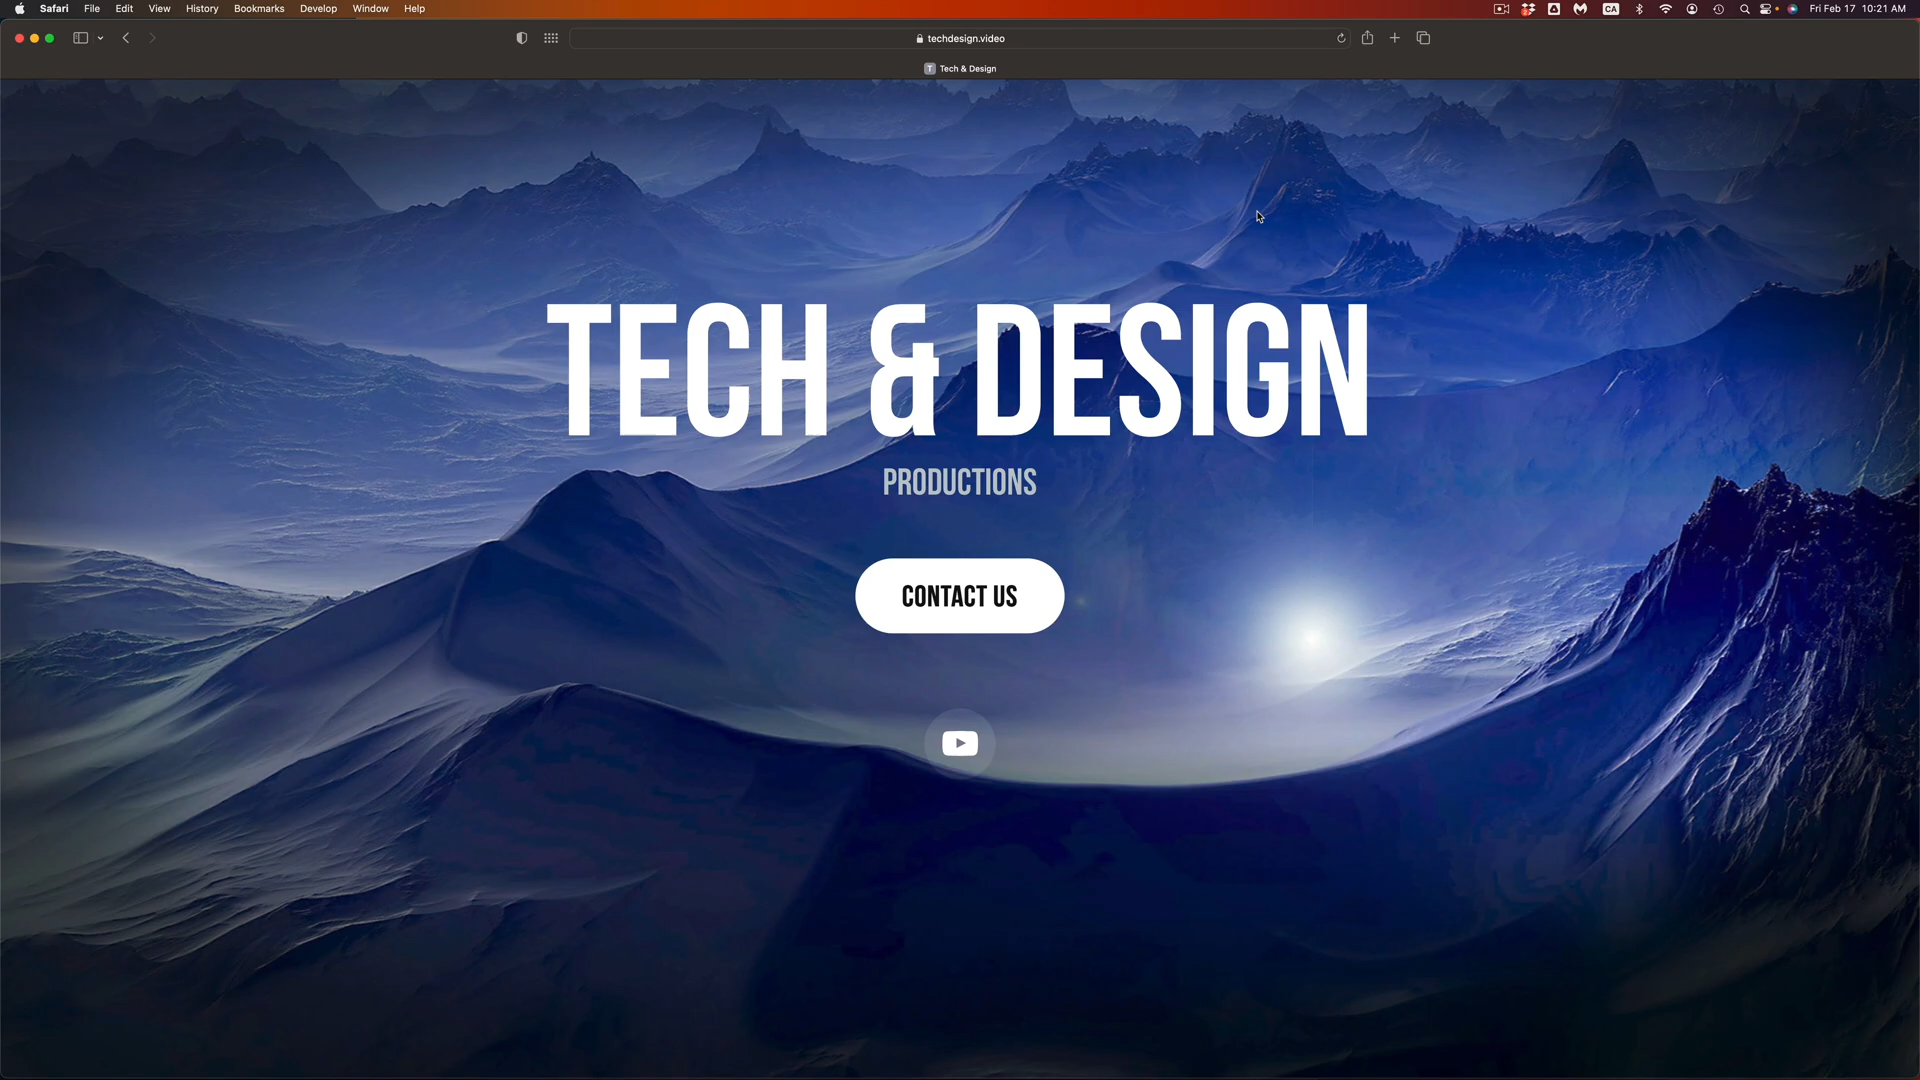 Safari File Edit View History Bookmarks Develop Window Help CA Fri Feb 17 10:21 AM
techdesign.video
T Tech & Design
TECH & DESIGN
PRODUCTIONS
CONTACT US